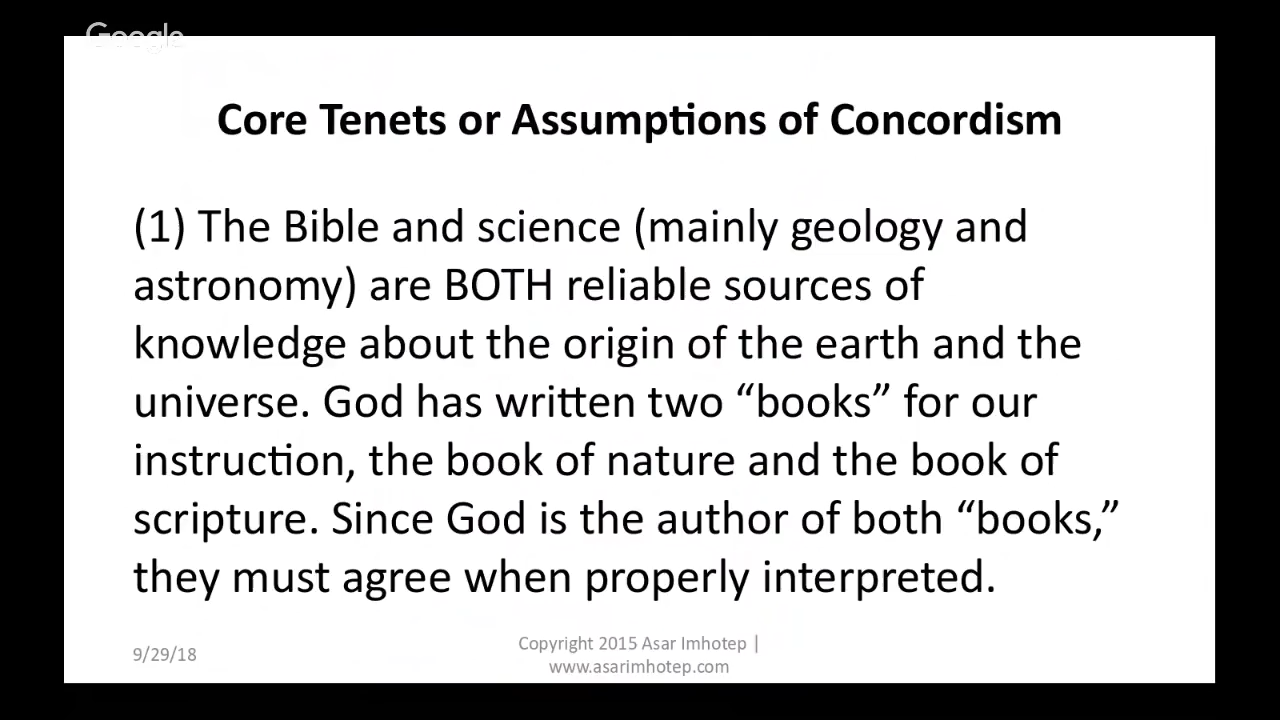 Google
Core Tenets or Assumptions of Concordism
(1) The Bible and science (mainly geology and
astronomy) are BOTH reliable sources of
knowledge about the origin of the earth and the
universe. God has written two “books” for our
instruction, the book of nature and the book of
scripture. Since God is the author of both “books,”
they must agree when properly interpreted.
9/29/18
Copyright 2015 Asar Imhotep |
www.asarimhotep.com